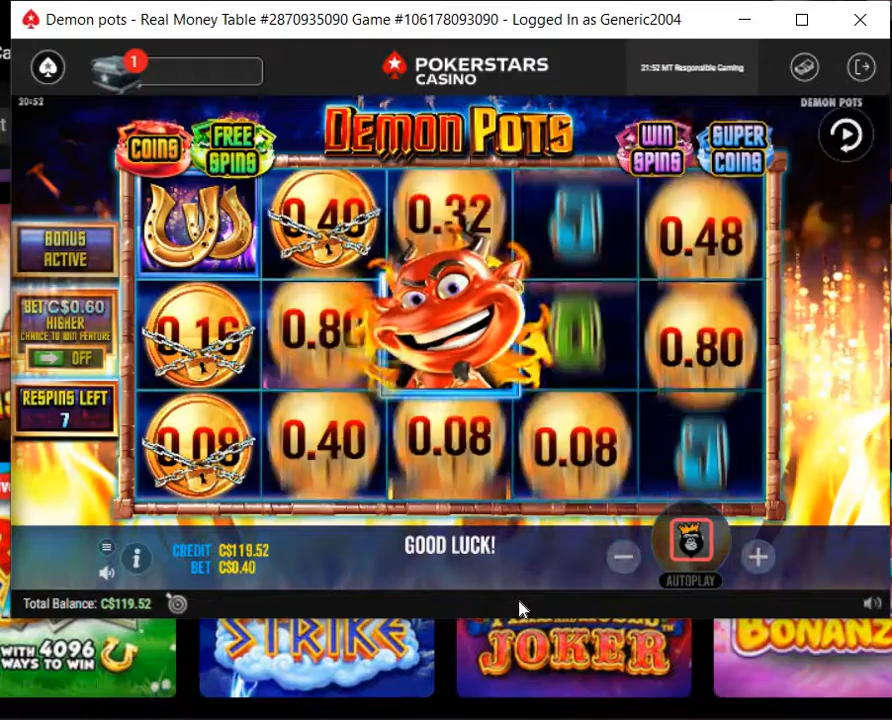 Demon pots - Real Money Table #2870935090 Game #106178093090 - Logged In as Generic2004
1
POKERSTARS
CASINO
21:52 MT Responsible Gaming
20:52
DEMON POTS
COINS
FREE
SPINS
DEMON POTS
WIN
SPINS
SUPER
COINS
0.40
0.32
0.48
BONUS
ACTIVE
BET C$0.60
HIGHER
CHANCE TO WIN FEATURE
OFF
0.16
0.80
0.80
RESPINS LEFT
7
0.08
0.40
0.08
0.08
CREDIT C$119.52
BET C$0.40
GOOD LUCK!
AUTOPLAY
Total Balance: C$119.52
WITH 4096
WAYS TO WIN
STRIKE
JOKER
BONANZ